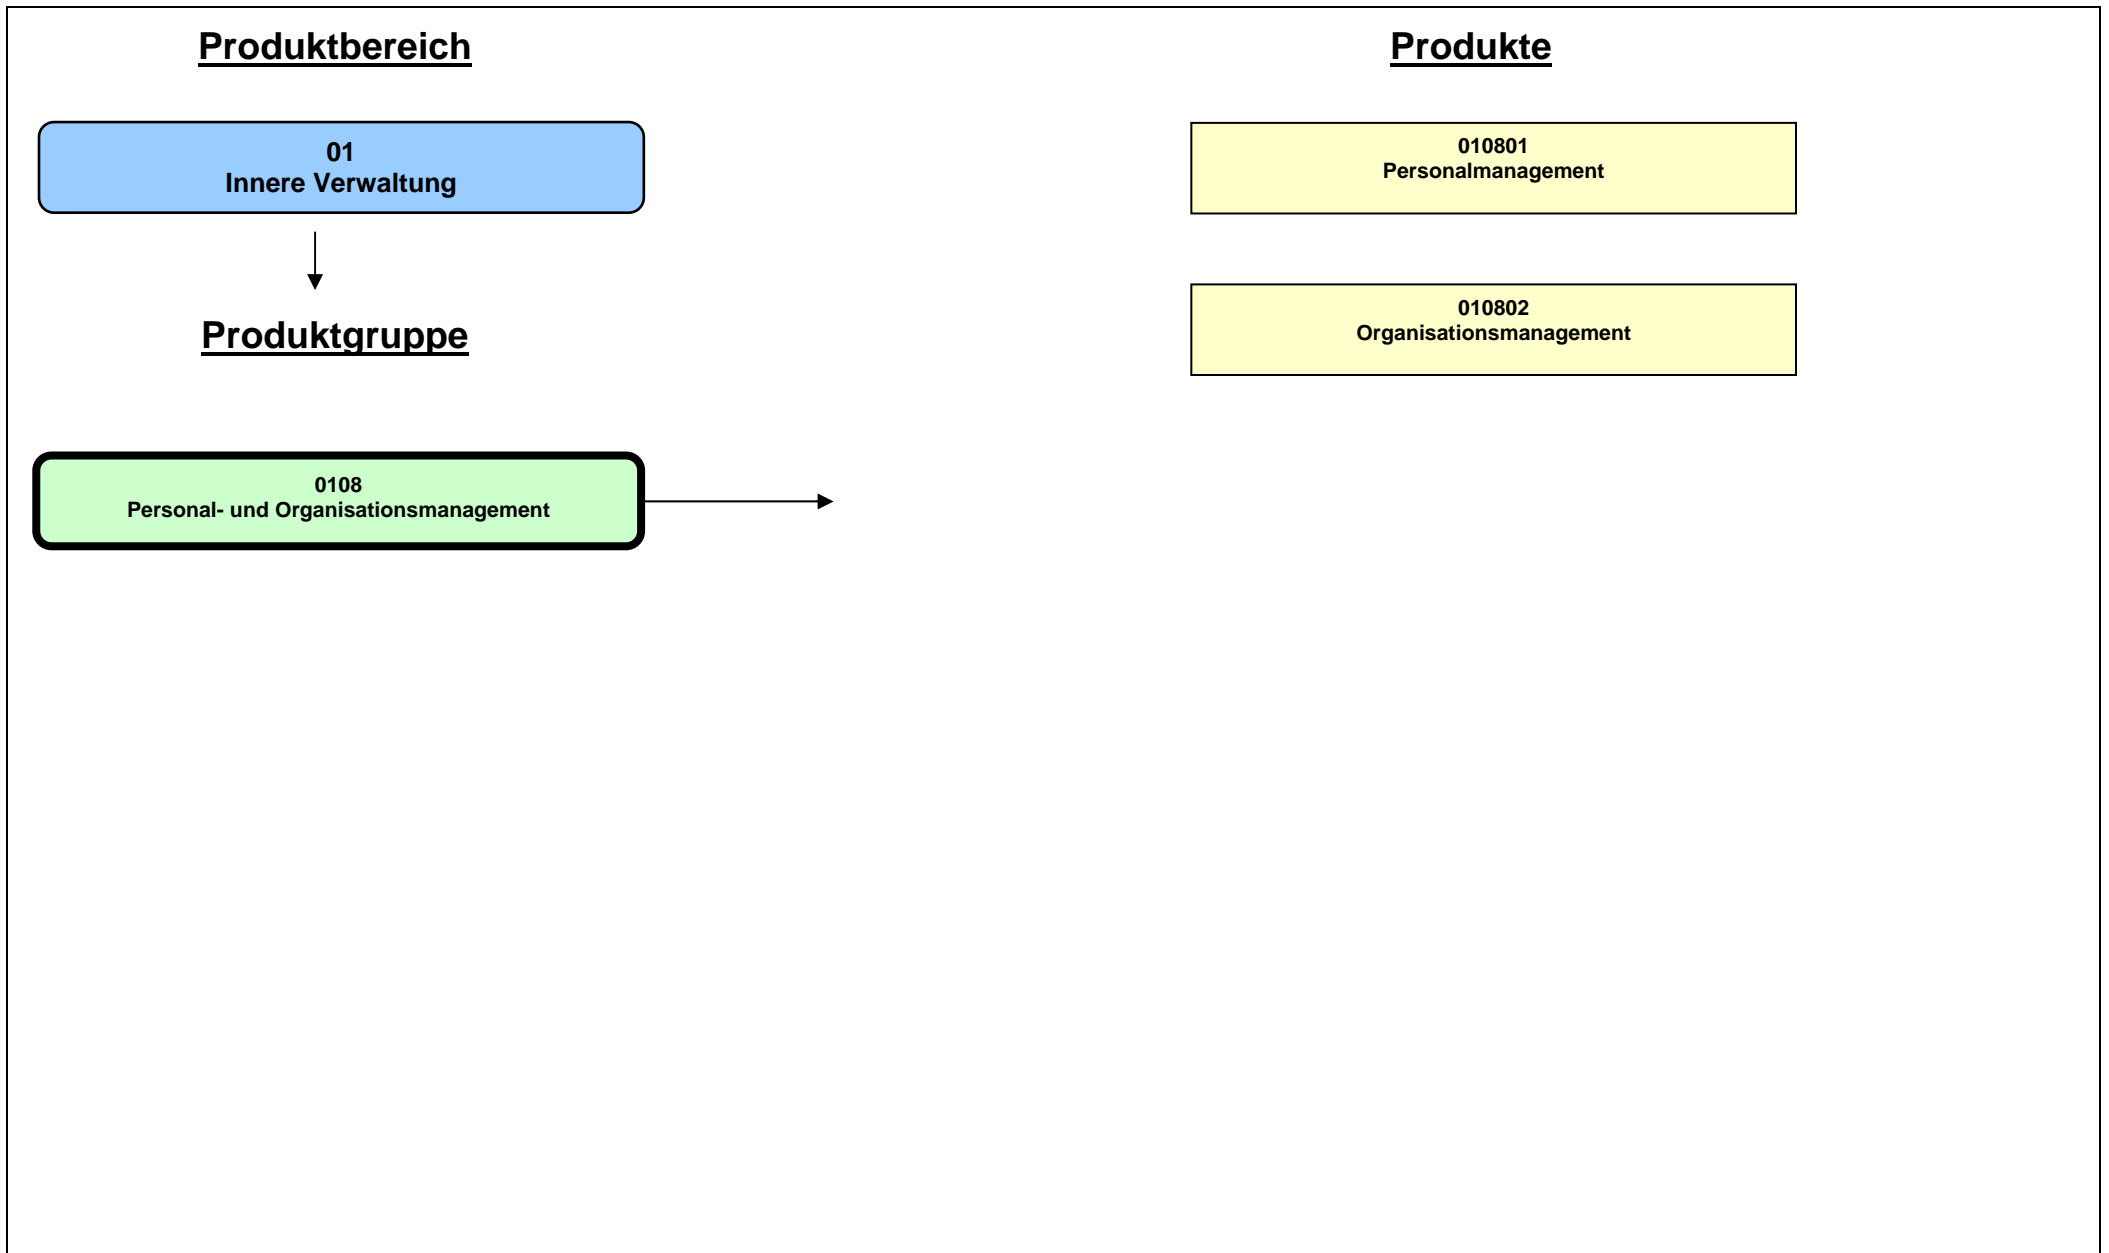 Produktbereich
01
Innere Verwaltung
Produktgruppe
0108
Personal- und Organisationsmanagement
Produkte
010801
Personalmanagement
010802
Organisationsmanagement